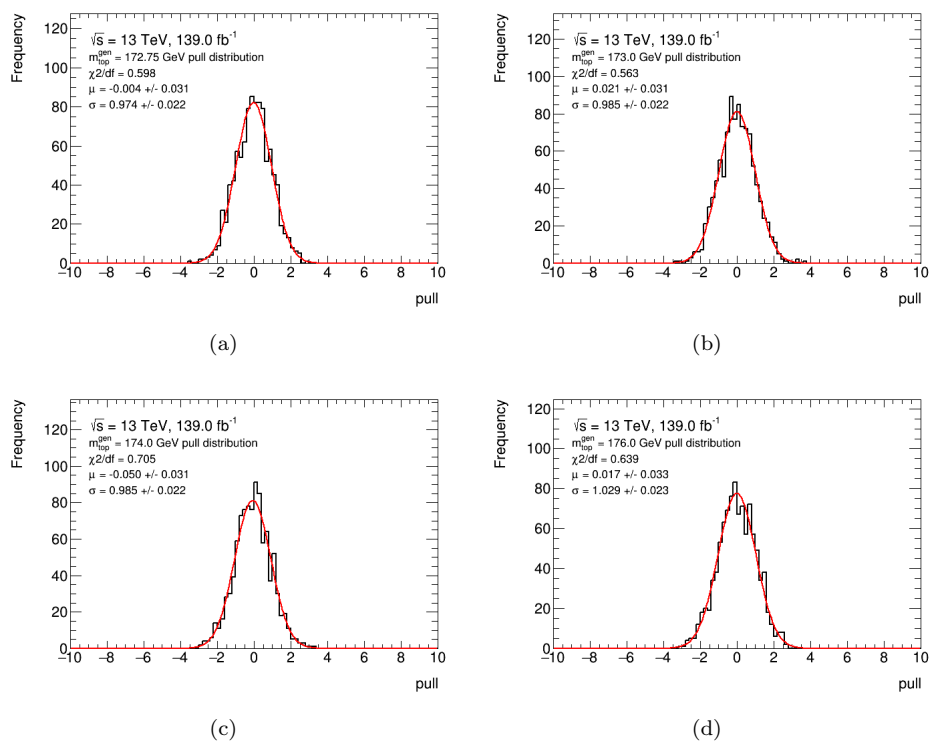 Frequency
√s = 13 TeV, 139.0 fb⁻¹
m_top^gen = 172.75 GeV pull distribution
χ2/df = 0.598
μ = -0.004 +/- 0.031
σ = 0.974 +/- 0.022
120
100
80
60
40
20
0
−10 −8 −6 −4 −2 0 2 4 6 8 10
pull
(a)
Frequency
√s = 13 TeV, 139.0 fb⁻¹
m_top^gen = 173.0 GeV pull distribution
χ2/df = 0.563
μ = 0.021 +/- 0.031
σ = 0.985 +/- 0.022
120
100
80
60
40
20
0
−10 −8 −6 −4 −2 0 2 4 6 8 10
pull
(b)
Frequency
√s = 13 TeV, 139.0 fb⁻¹
m_top^gen = 174.0 GeV pull distribution
χ2/df = 0.705
μ = -0.050 +/- 0.031
σ = 0.985 +/- 0.022
120
100
80
60
40
20
0
−10 −8 −6 −4 −2 0 2 4 6 8 10
pull
(c)
Frequency
√s = 13 TeV, 139.0 fb⁻¹
m_top^gen = 176.0 GeV pull distribution
χ2/df = 0.639
μ = 0.017 +/- 0.033
σ = 1.029 +/- 0.023
120
100
80
60
40
20
0
−10 −8 −6 −4 −2 0 2 4 6 8 10
pull
(d)